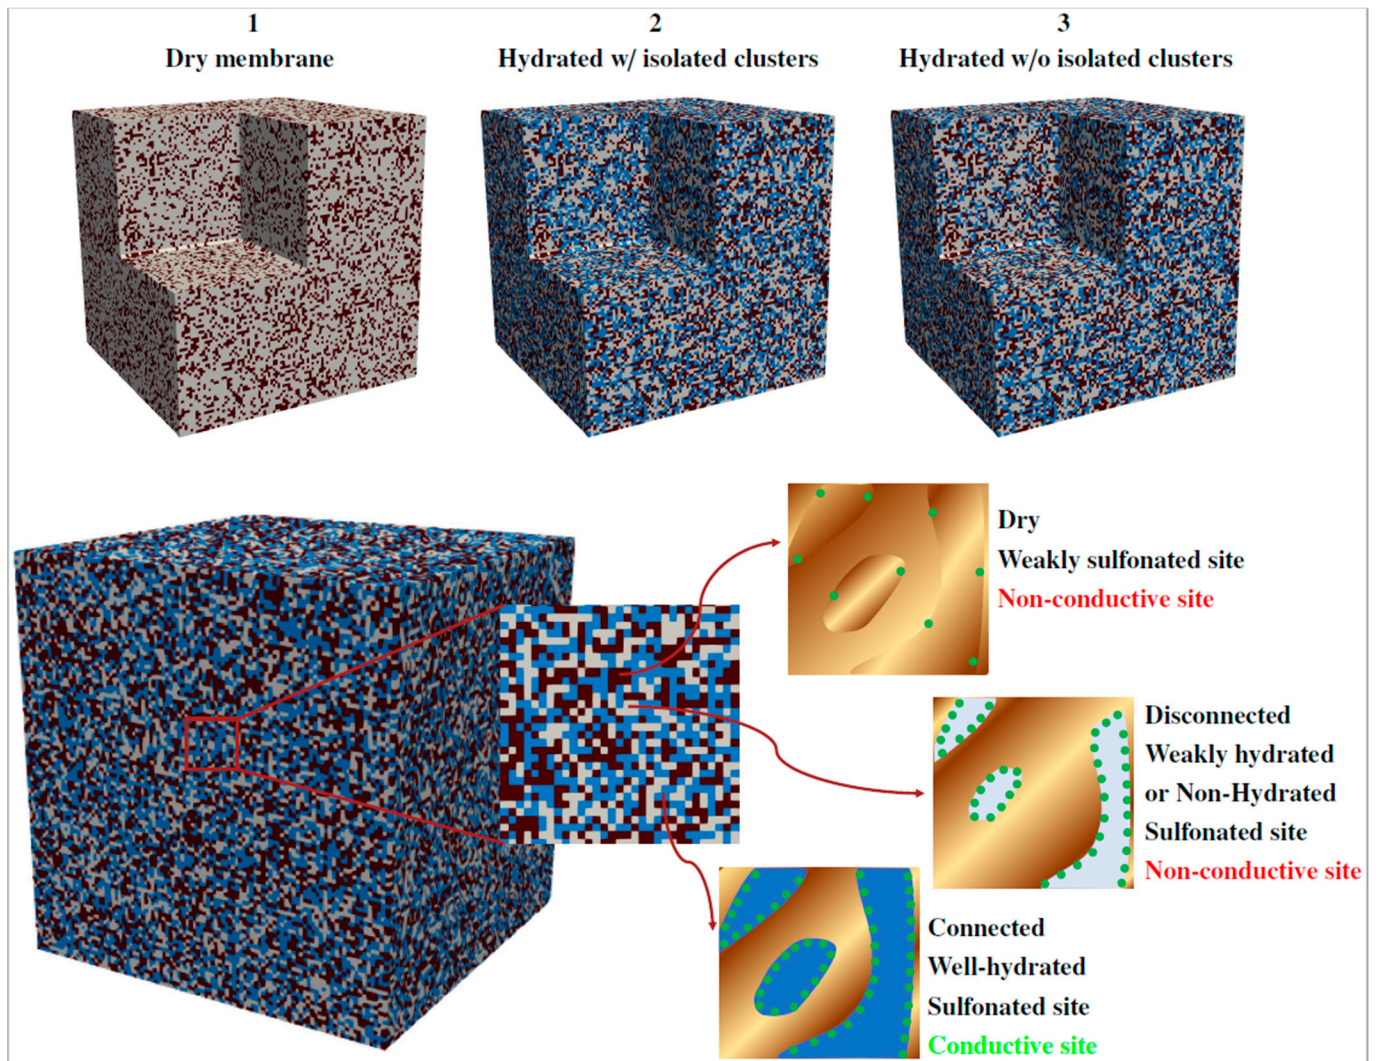 1
Dry membrane
2
Hydrated w/ isolated clusters
3
Hydrated w/o isolated clusters
Dry
Weakly sulfonated site
Non-conductive site
Disconnected
Weakly hydrated
or Non-Hydrated
Sulfonated site
Non-conductive site
Connected
Well-hydrated
Sulfonated site
Conductive site